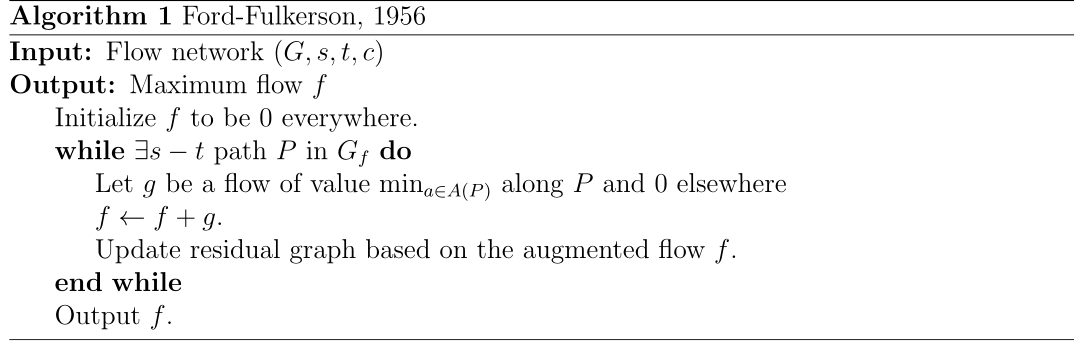 Algorithm 1 Ford-Fulkerson, 1956
Input: Flow network (G, s, t, c)
Output: Maximum flow f
Initialize f to be 0 everywhere.
while ∃s − t path P in G_f do
Let g be a flow of value min_{a∈A(P)} along P and 0 elsewhere
f ← f + g.
Update residual graph based on the augmented flow f.
end while
Output f.